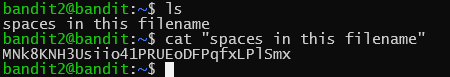 bandit2@bandit:~$ ls
spaces in this filename
bandit2@bandit:~$ cat "spaces in this filename"
MNk8KNH3Usiio41PRUEoDFPqfxLPlSmx
bandit2@bandit:~$